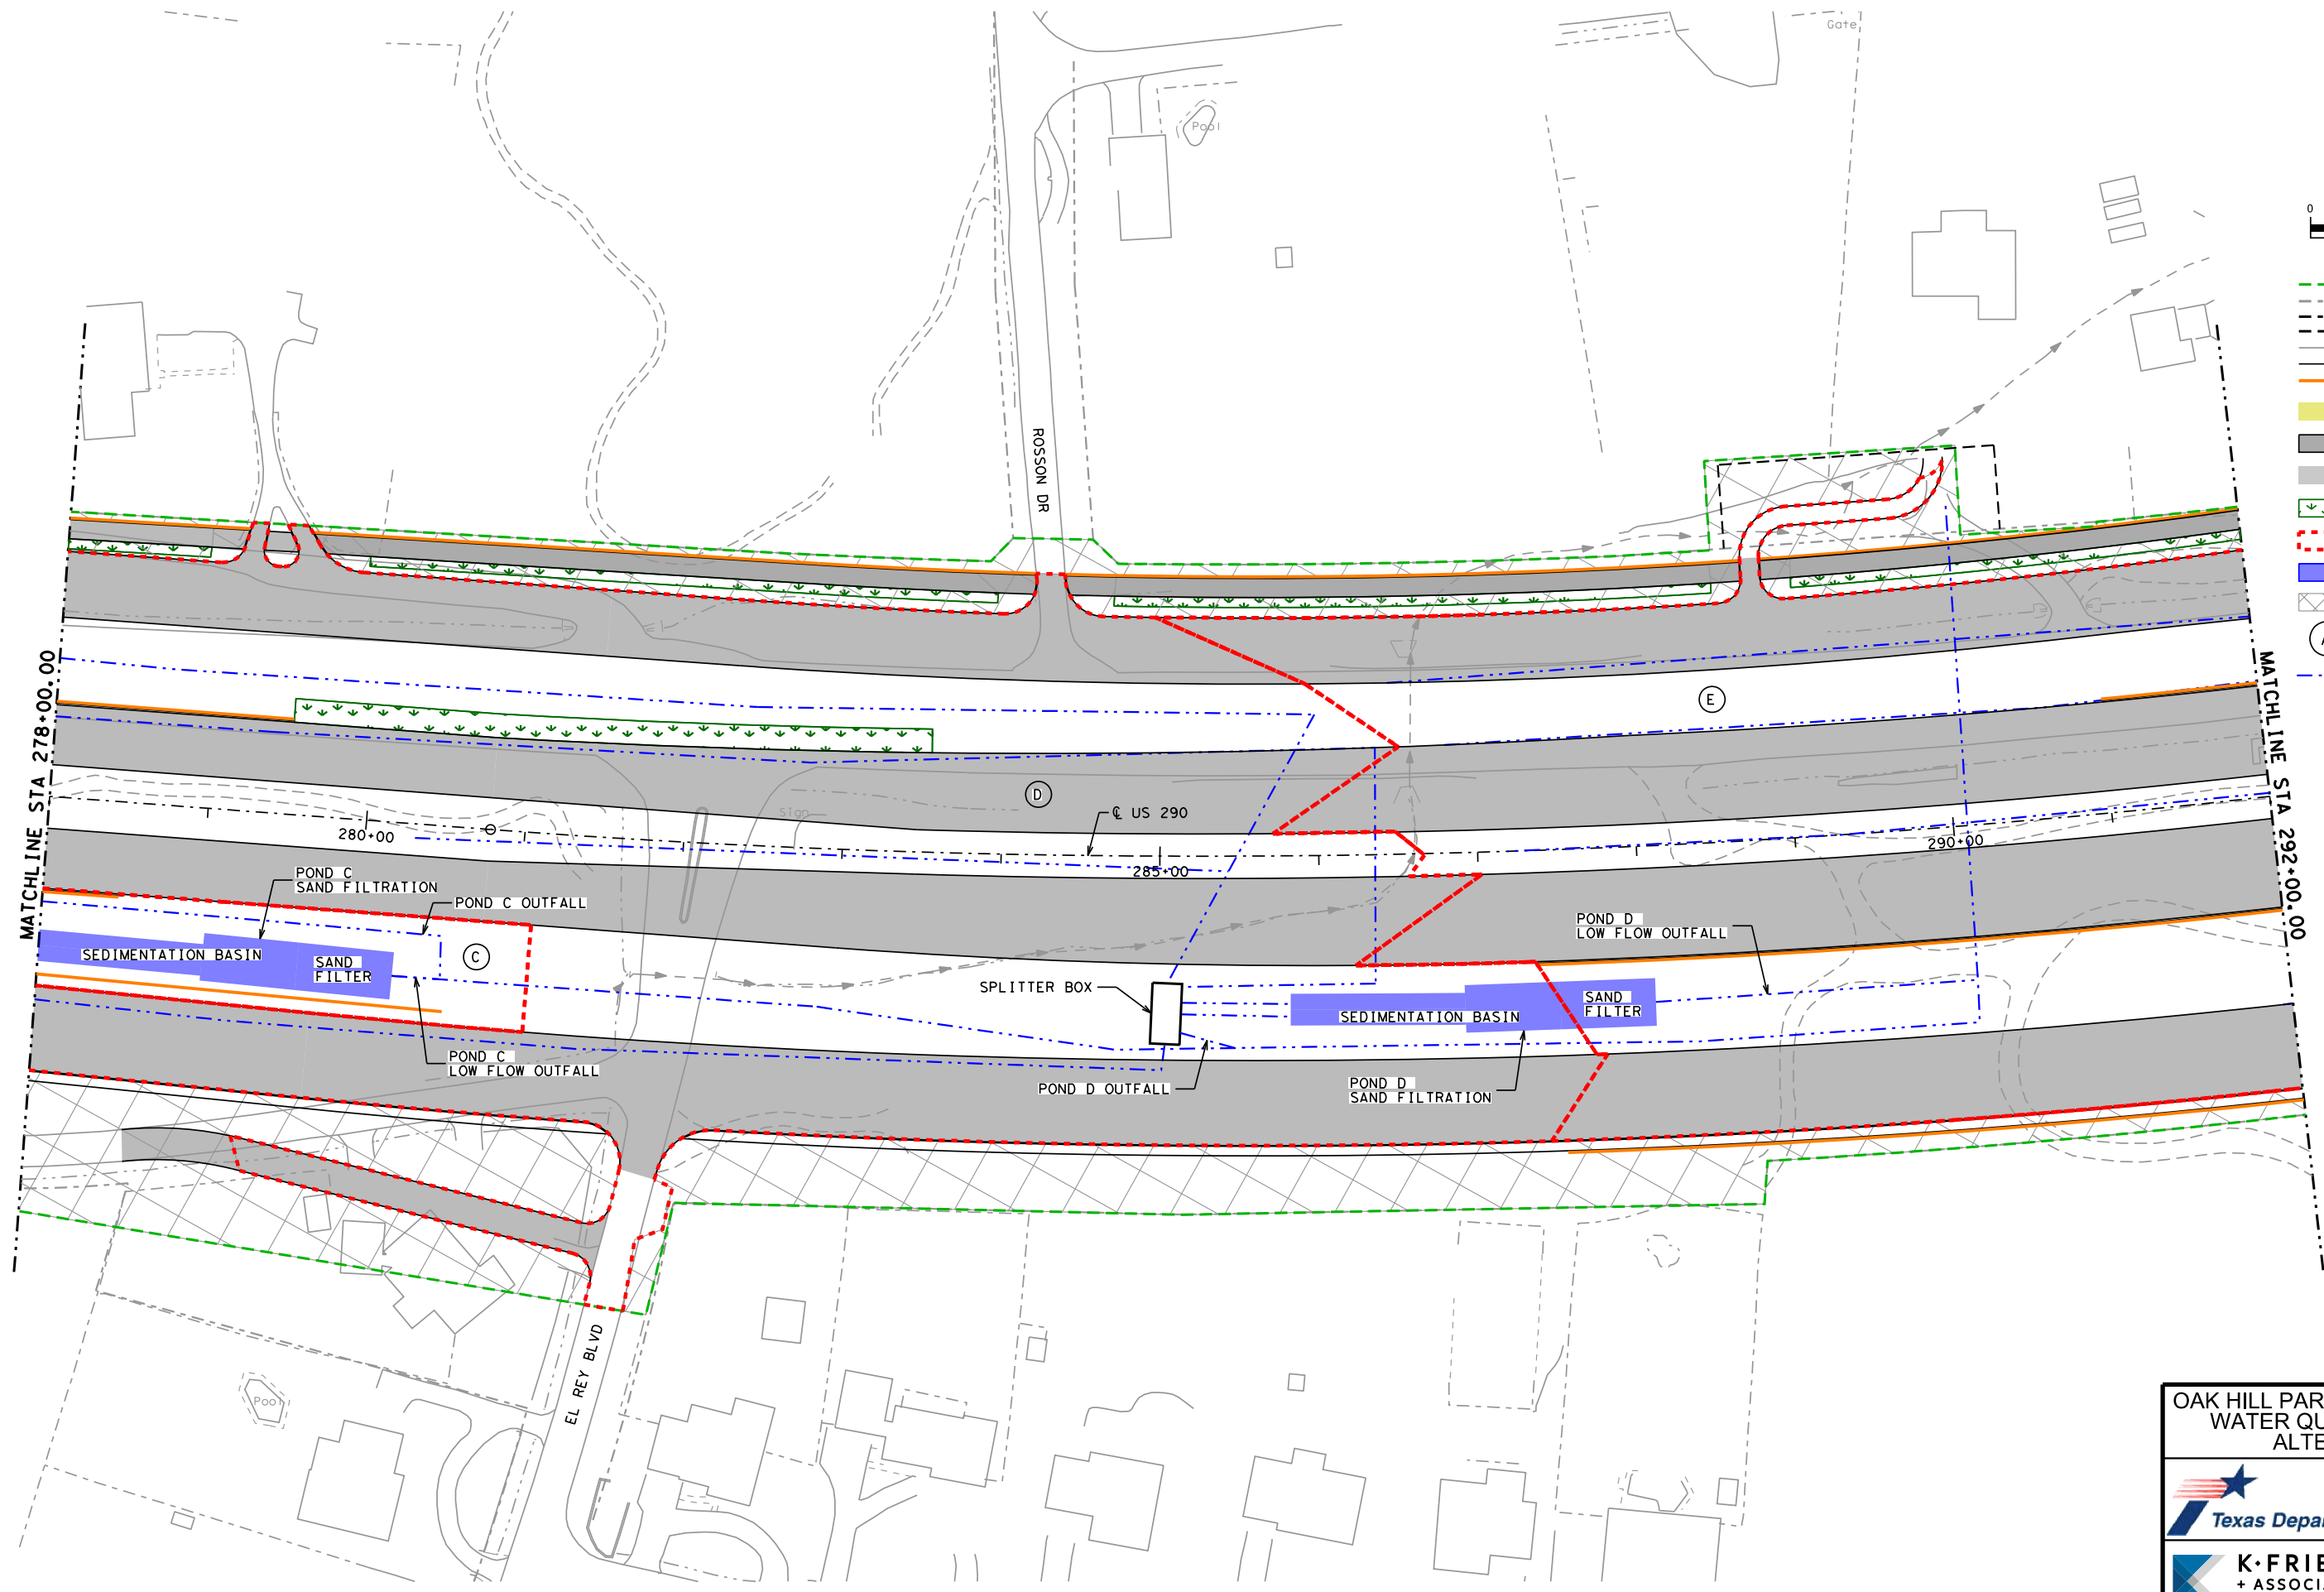 Gate
Pool
0
ROSSON DR
E
D
MATCHLINE STA 278+00.00
MATCHLINE STA 292+00.00
Sign
℄ US 290
280+00
285+00
290+00
POND C
SAND FILTRATION
POND C OUTFALL
SEDIMENTATION BASIN
SAND
FILTER
C
POND D
LOW FLOW OUTFALL
SPLITTER BOX
SEDIMENTATION BASIN
SAND
FILTER
POND C
LOW FLOW OUTFALL
POND D OUTFALL
POND D
SAND FILTRATION
EL REY BLVD
Pool
OAK HILL PAR
WATER QU
ALTE
Texas Depar
K·FRIE
+ ASSOCI